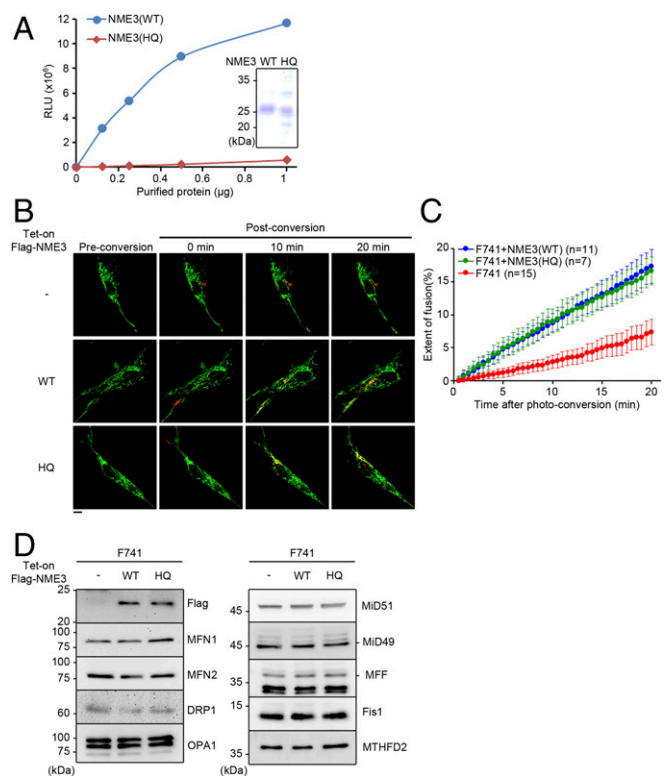 A
NME3(WT)
NME3(HQ)
12
10
8
6
4
2
0
RLU (x10⁶)
0
0.2
0.4
0.6
0.8
1
Purified protein (µg)
NME3 WT HQ
35
25
20
(kDa)
B
Tet-on
Flag-NME3
Pre-conversion
Post-conversion
0 min
10 min
20 min
-
WT
HQ
C
F741+NME3(WT) (n=11)
F741+NME3(HQ) (n=7)
F741 (n=15)
20
15
10
5
0
Extent of fusion(%)
0
5
10
15
20
Time after photo-conversion (min)
D
F741
Tet-on
Flag-NME3
- WT HQ
25
20
Flag
100
75
MFN1
100
75
MFN2
60
DRP1
100
75
OPA1
(kDa)
F741
- WT HQ
45
MiD51
45
MiD49
35
MFF
15
Fis1
35
MTHFD2
(kDa)